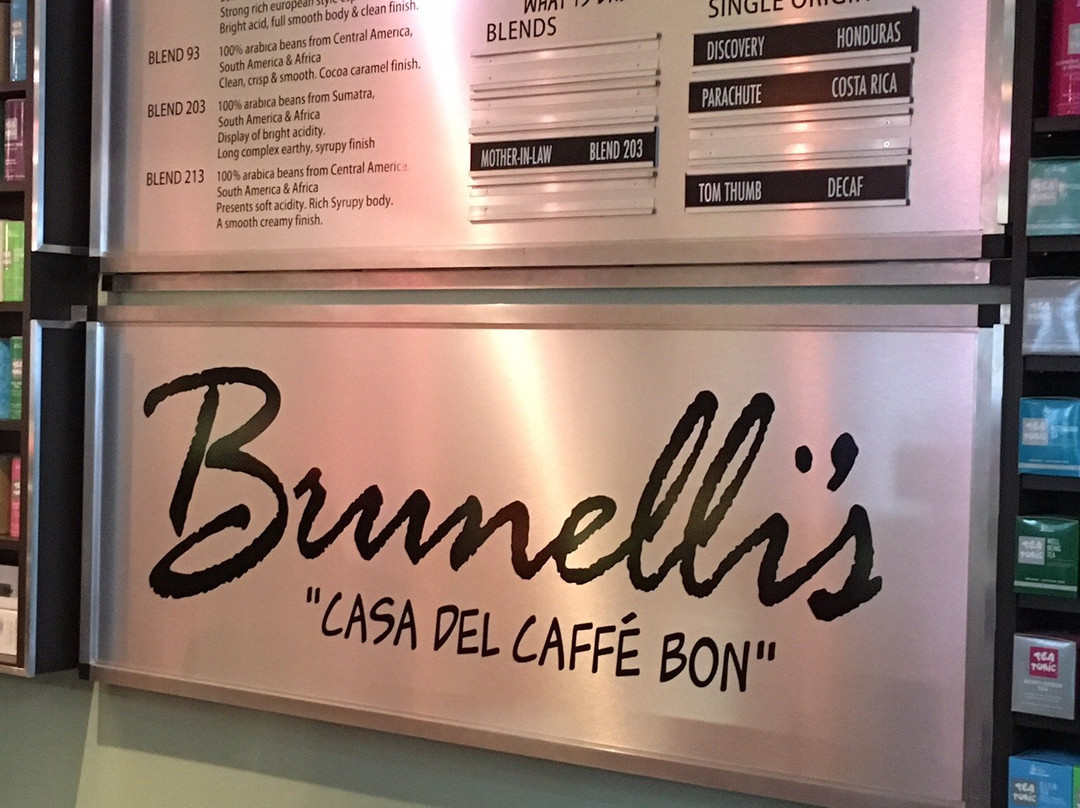 Strong rich european style
Bright acid, full smooth body & clean finish.
BLEND 93
100% arabica beans from Central America,
South America & Africa
Clean, crisp & smooth. Cocoa caramel finish.
BLEND 203
100% arabica beans from Sumatra,
South America & Africa
Display of bright acidity.
Long complex earthy, syrupy finish
BLEND 213
100% arabica beans from Central America
South America & Africa
Presents soft acidity. Rich Syrupy body.
A smooth creamy finish.
WHAT
BLENDS
MOTHER-IN-LAW BLEND 203
SINGLE
DISCOVERY HONDURAS
PARACHUTE COSTA RICA
TOM THUMB DECAF
Brunelli's
"CASA DEL CAFFÉ BON"
TEA
TONIC
TEA
TONIC
WELL
BEING
TEA
TEA
TONIC